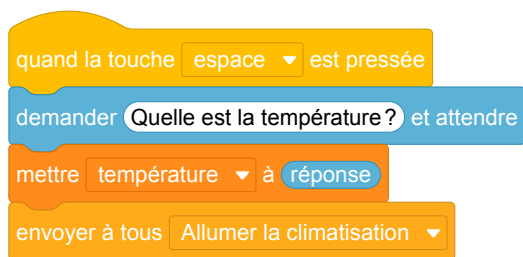 quand la touche espace est pressée
demander Quelle est la température ? et attendre
mettre température à réponse
envoyer à tous Allumer la climatisation